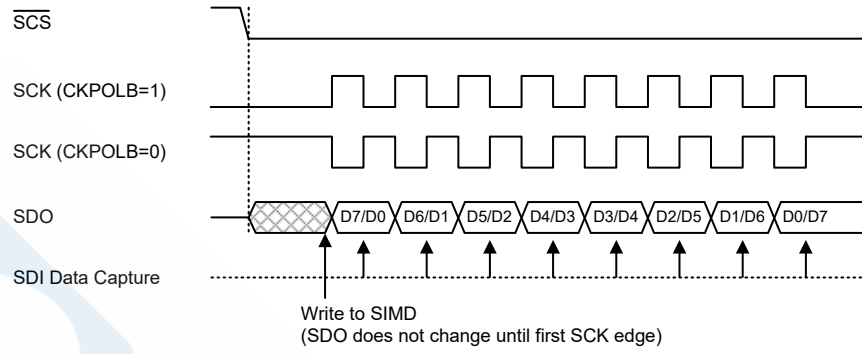 SCS
SCK (CKPOLB=1)
SCK (CKPOLB=0)
SDO
D7/D0 D6/D1 D5/D2 D4/D3 D3/D4 D2/D5 D1/D6 D0/D7
SDI Data Capture
Write to SIMD
(SDO does not change until first SCK edge)